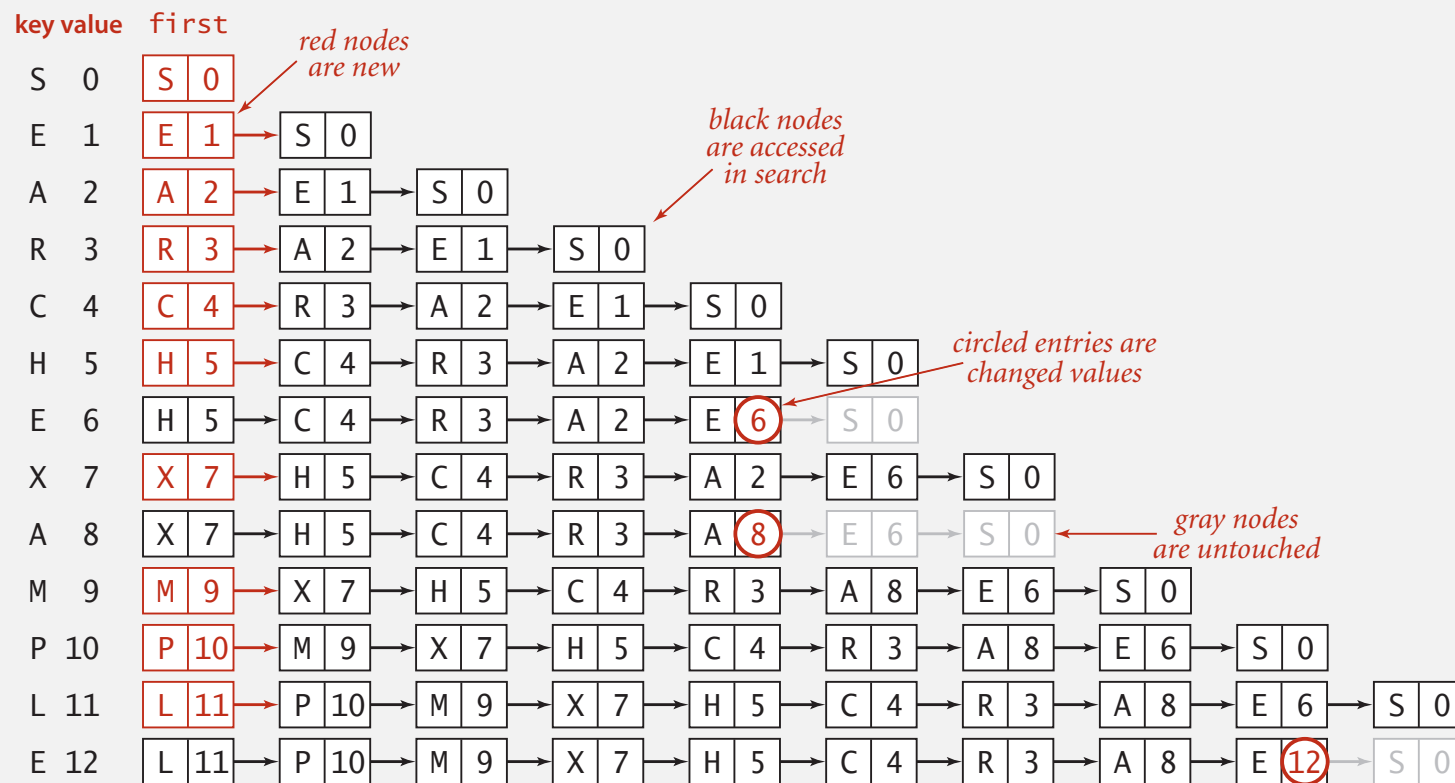 key value first
red nodes
are new
S 0 S 0
E 1 E 1 S 0
black nodes
are accessed
in search
A 2 A 2 E 1 S 0
R 3 R 3 A 2 E 1 S 0
C 4 C 4 R 3 A 2 E 1 S 0
circled entries are
changed values
H 5 H 5 C 4 R 3 A 2 E 1 S 0
E 6 H 5 C 4 R 3 A 2 E 6 S 0
X 7 X 7 H 5 C 4 R 3 A 2 E 6 S 0
A 8 X 7 H 5 C 4 R 3 A 8 E 6 S 0
gray nodes
are untouched
M 9 M 9 X 7 H 5 C 4 R 3 A 8 E 6 S 0
P 10 P 10 M 9 X 7 H 5 C 4 R 3 A 8 E 6 S 0
L 11 L 11 P 10 M 9 X 7 H 5 C 4 R 3 A 8 E 6 S 0
E 12 L 11 P 10 M 9 X 7 H 5 C 4 R 3 A 8 E 12 S 0